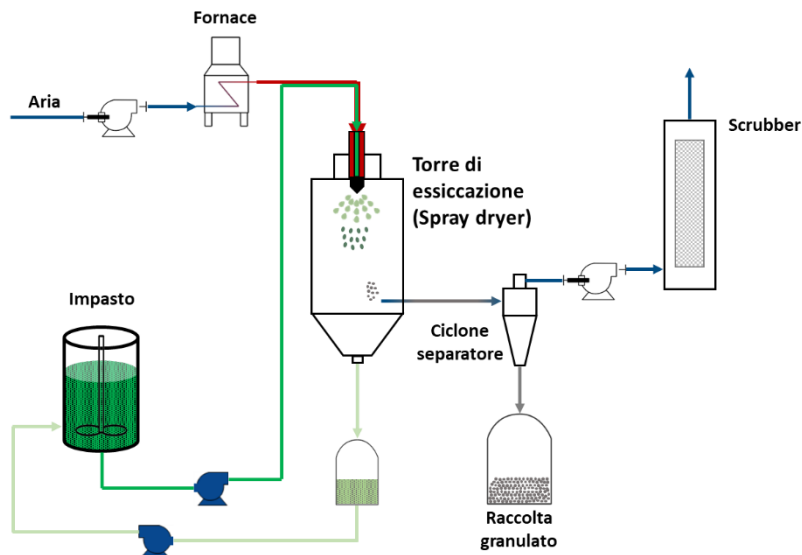 Fornace
Aria
Scrubber
Torre di
essiccazione
(Spray dryer)
Impasto
Ciclone
separatore
Raccolta
granulato